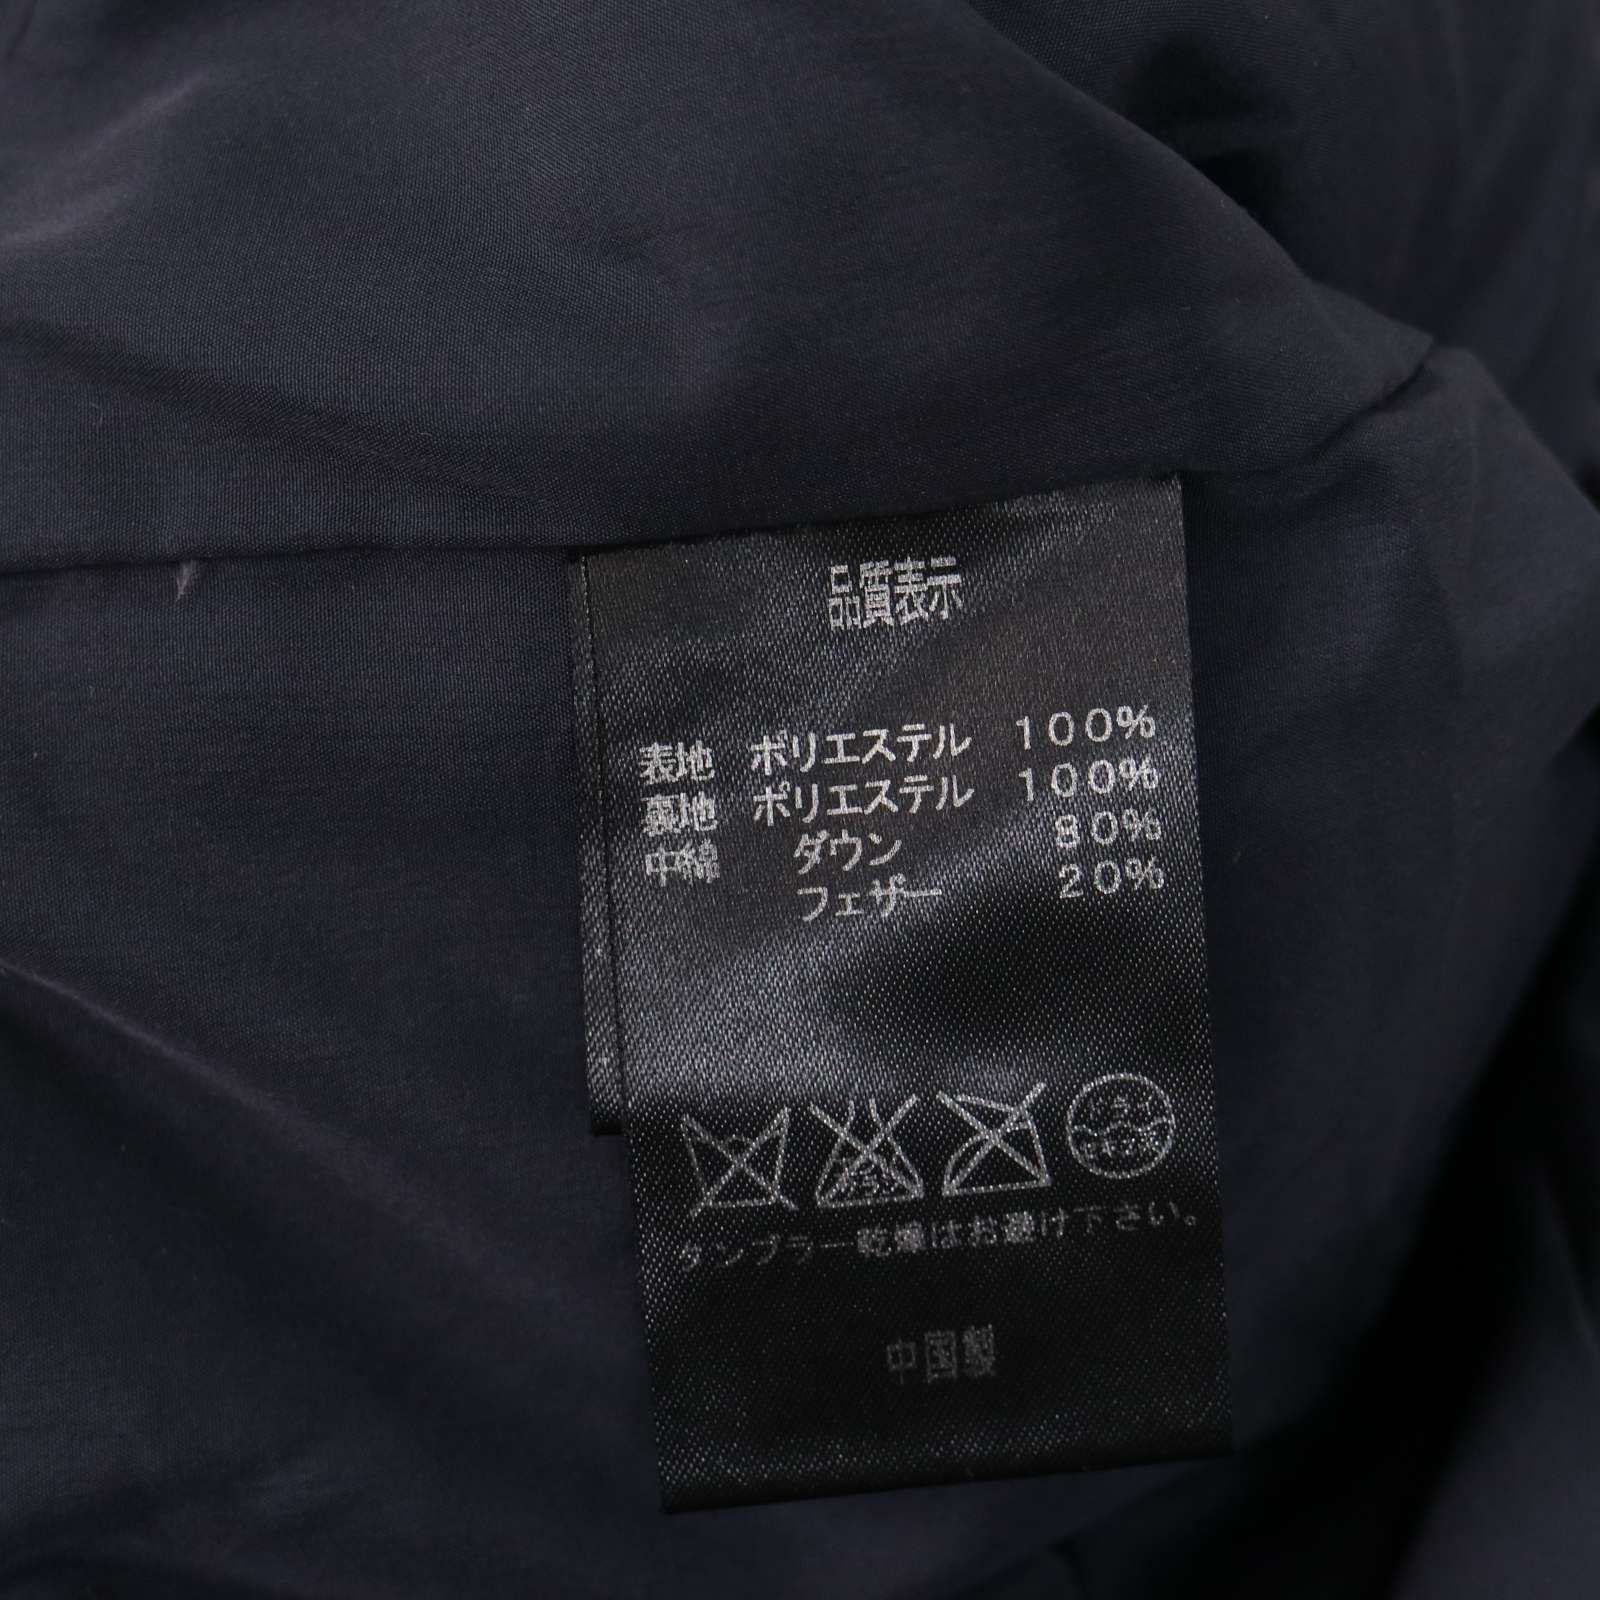 品質表示
表地 ポリエステル 100%
裏地 ポリエステル 100%
中綿 ダウン 80%
フェザー 20%
タンブラー乾燥はお避け下さい。
中国製